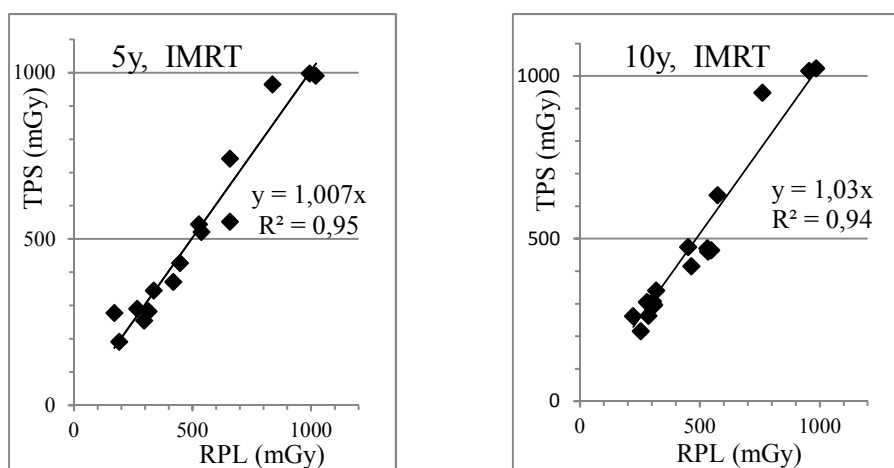 5y, IMRT
TPS (mGy)
1000
500
0
y = 1,007x
R² = 0,95
0
500
1000
RPL (mGy)
10y, IMRT
TPS (mGy)
1000
500
0
y = 1,03x
R² = 0,94
0
500
1000
RPL (mGy)